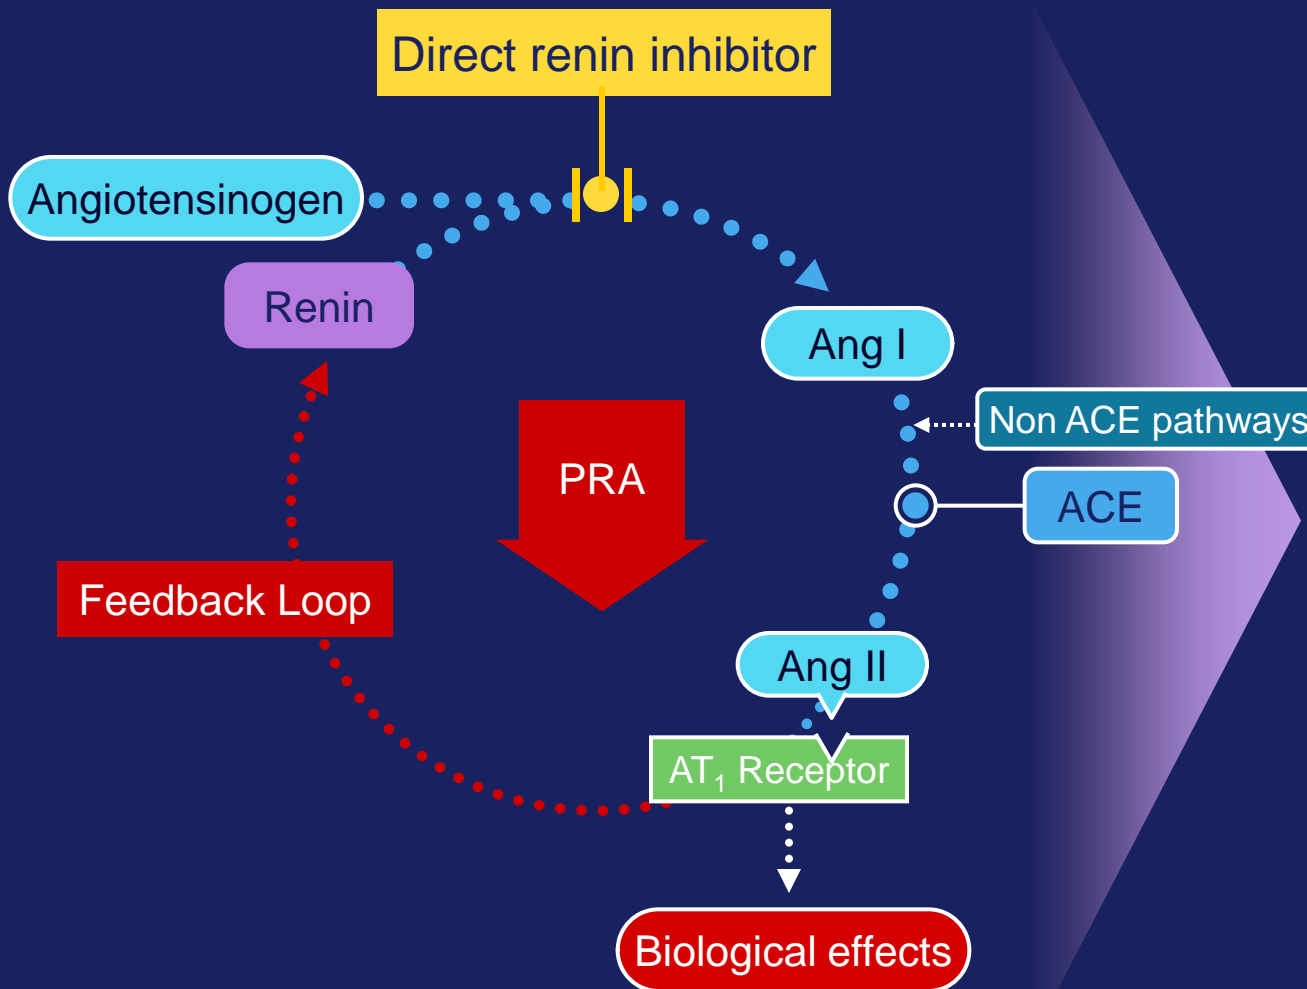 Direct renin inhibitor
Angiotensinogen
Renin
Ang I
Non ACE pathways
PRA
ACE
Feedback Loop
Ang II
AT₁ Receptor
Biological effects